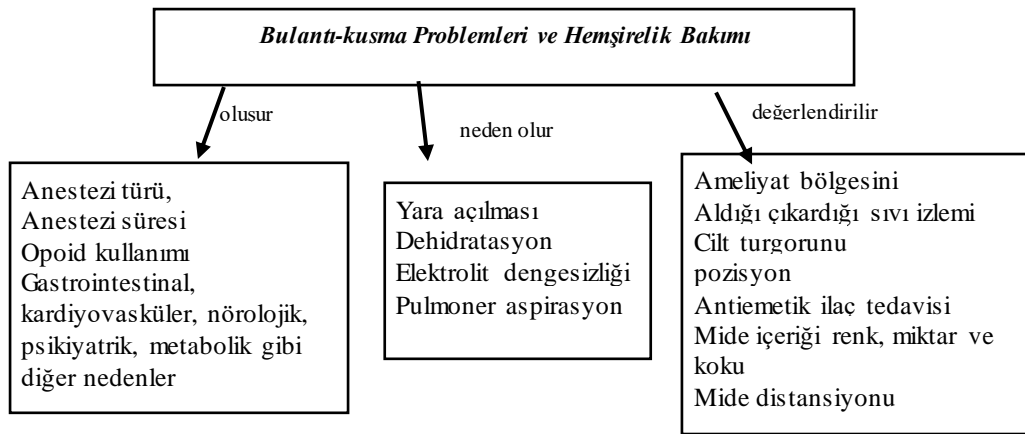 Bulantı-kusma Problemleri ve Hemşirelik Bakımı
olusur
neden olur
değerlendirilir
Anestezi türü,
Anestezi süresi
Opoid kullanımı
Gastrointestinal,
kardiyovasküler, nörolojik,
psikiyatrik, metabolik gibi
diğer nedenler
Yara açılması
Dehidratasyon
Elektrolit dengesizliği
Pulmoner aspirasyon
Ameliyat bölgesini
Aldığı çıkardığı sıvı izlemi
Cilt turgorunu
pozisyon
Antiemetik ilaç tedavisi
Mide içeriği renk, miktar ve
koku
Mide distansiyonu